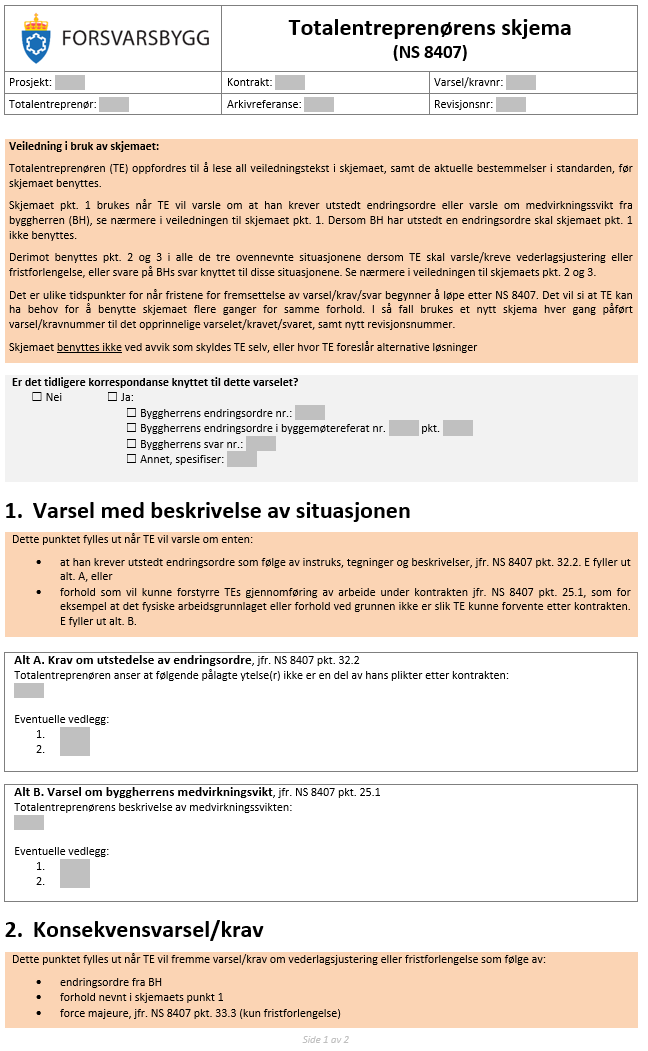 FORSVARSBYGG
Totalentreprenørens skjema
(NS 8407)
Prosjekt:
Kontrakt:
Varsel/kravnr:
Totalentreprenør:
Arkivreferanse:
Revisjonsnr:
Veiledning i bruk av skjemaet:
Totalentreprenøren (TE) oppfordres til å lese all veiledningstekst i skjemaet, samt de aktuelle bestemmelser i standarden, før
skjemaet benyttes.
Skjemaet pkt. 1 brukes når TE vil varsle om at han krever utstedt endringsordre eller varsle om medvirkningssvikt fra
byggherren (BH), se nærmere i veiledningen til skjemaet pkt. 1. Dersom BH har utstedt en endringsordre skal skjemaet pkt. 1
ikke benyttes.
Derimot benyttes pkt. 2 og 3 i alle de tre ovennevnte situasjonene dersom TE skal varsle/kreve vederlagsjustering eller
fristforlengelse, eller svare på BHs svar knyttet til disse situasjonene. Se nærmere i veiledningen til skjemaets pkt. 2 og 3.
Det er ulike tidspunkter for når fristene for fremsettelse av varsel/krav/svar begynner å løpe etter NS 8407. Det vil si at TE kan
ha behov for å benytte skjemaet flere ganger for samme forhold. I så fall brukes et nytt skjema hver gang påført
varsel/kravnummer til det opprinnelige varselet/kravet/svaret, samt nytt revisjonsnummer.
Skjemaet benyttes ikke ved avvik som skyldes TE selv, eller hvor TE foreslår alternative løsninger
Er det tidligere korrespondanse knyttet til dette varselet?
☐ Nei ☐ Ja:
☐ Byggherrens endringsordre nr.:
☐ Byggherrens endringsordre i byggemøtereferat nr. pkt.
☐ Byggherrens svar nr.:
☐ Annet, spesifiser:
1. Varsel med beskrivelse av situasjonen
Dette punktet fylles ut når TE vil varsle om enten:
• at han krever utstedt endringsordre som følge av instruks, tegninger og beskrivelser, jfr. NS 8407 pkt. 32.2. E fyller ut
alt. A, eller
• forhold som vil kunne forstyrre TEs gjennomføring av arbeide under kontrakten jfr. NS 8407 pkt. 25.1, som for
eksempel at det fysiske arbeidsgrunnlaget eller forhold ved grunnen ikke er slik TE kunne forvente etter kontrakten.
E fyller ut alt. B.
Alt A. Krav om utstedelse av endringsordre, jfr. NS 8407 pkt. 32.2
Totalentreprenøren anser at følgende pålagte ytelse(r) ikke er en del av hans plikter etter kontrakten:
Eventuelle vedlegg:
1.
2.
Alt B. Varsel om byggherrens medvirkningsvikt, jfr. NS 8407 pkt. 25.1
Totalentreprenørens beskrivelse av medvirkningssvikten:
Eventuelle vedlegg:
1.
2.
2. Konsekvensvarsel/krav
Dette punktet fylles ut når TE vil fremme varsel/krav om vederlagsjustering eller fristforlengelse som følge av:
• endringsordre fra BH
• forhold nevnt i skjemaets punkt 1
• force majeure, jfr. NS 8407 pkt. 33.3 (kun fristforlengelse)
Side 1 av 2